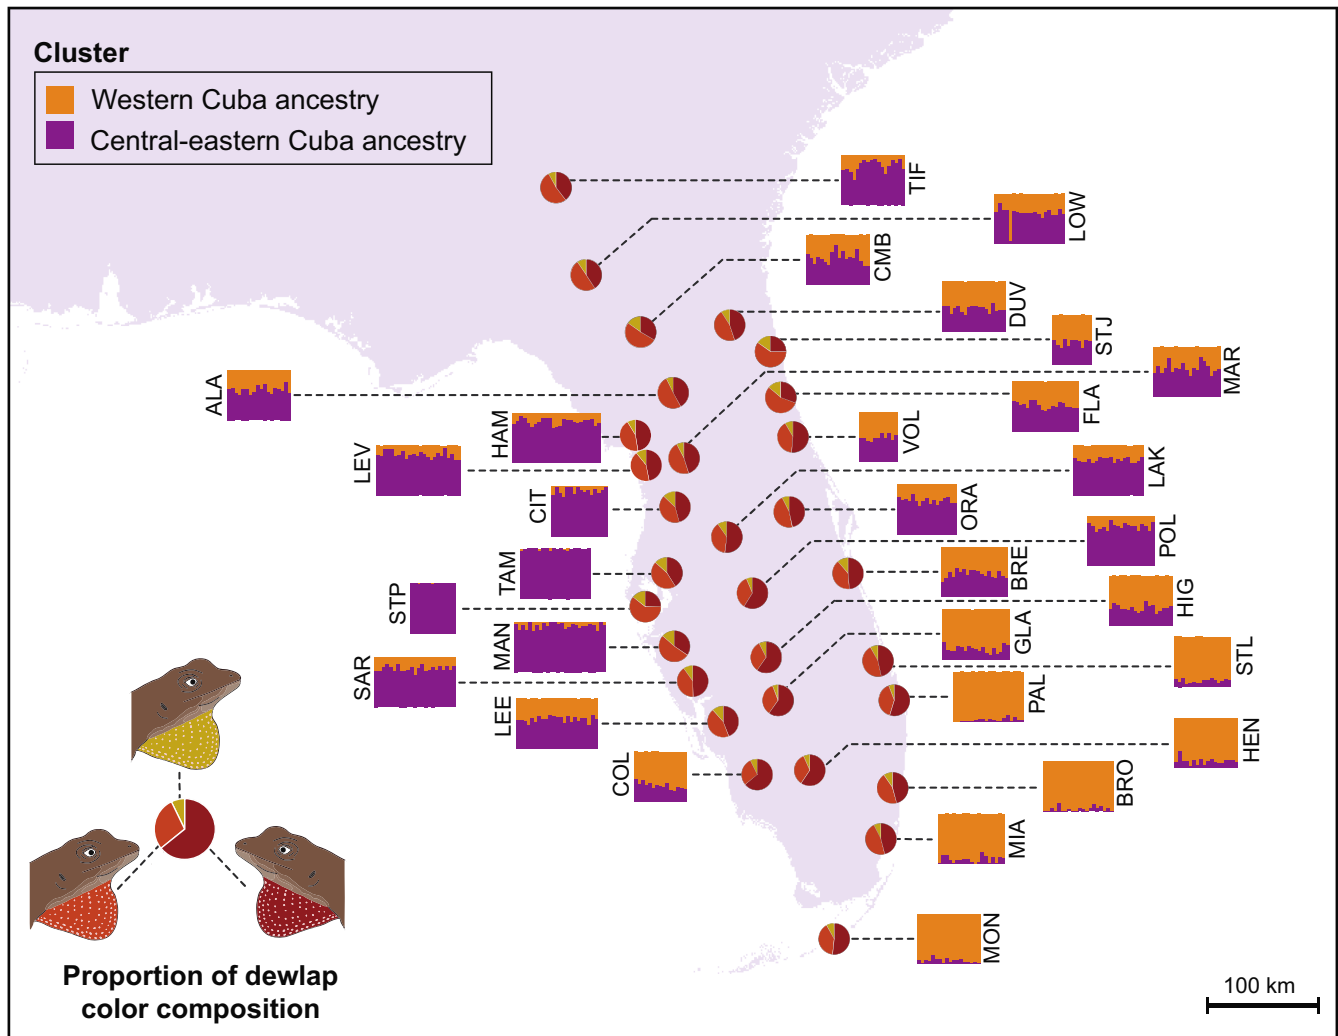 Cluster
Western Cuba ancestry
Central-eastern Cuba ancestry
TIF
LOW
CMB
DUV
STJ
MAR
ALA
FLA
HAM
VOL
LEV
LAK
CIT
ORA
POL
TAM
BRE
STP
HIG
GLA
MAN
STL
SAR
PAL
LEE
HEN
COL
BRO
MIA
MON
Proportion of dewlap
color composition
100 km